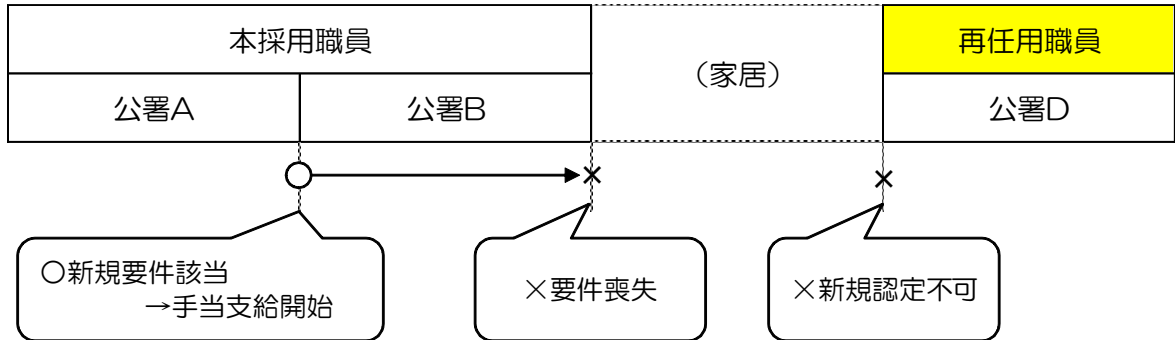 本採用職員
(家居)
再任用職員
公署A
公署B
公署D
○新規要件該当
→手当支給開始
×要件喪失
×新規認定不可